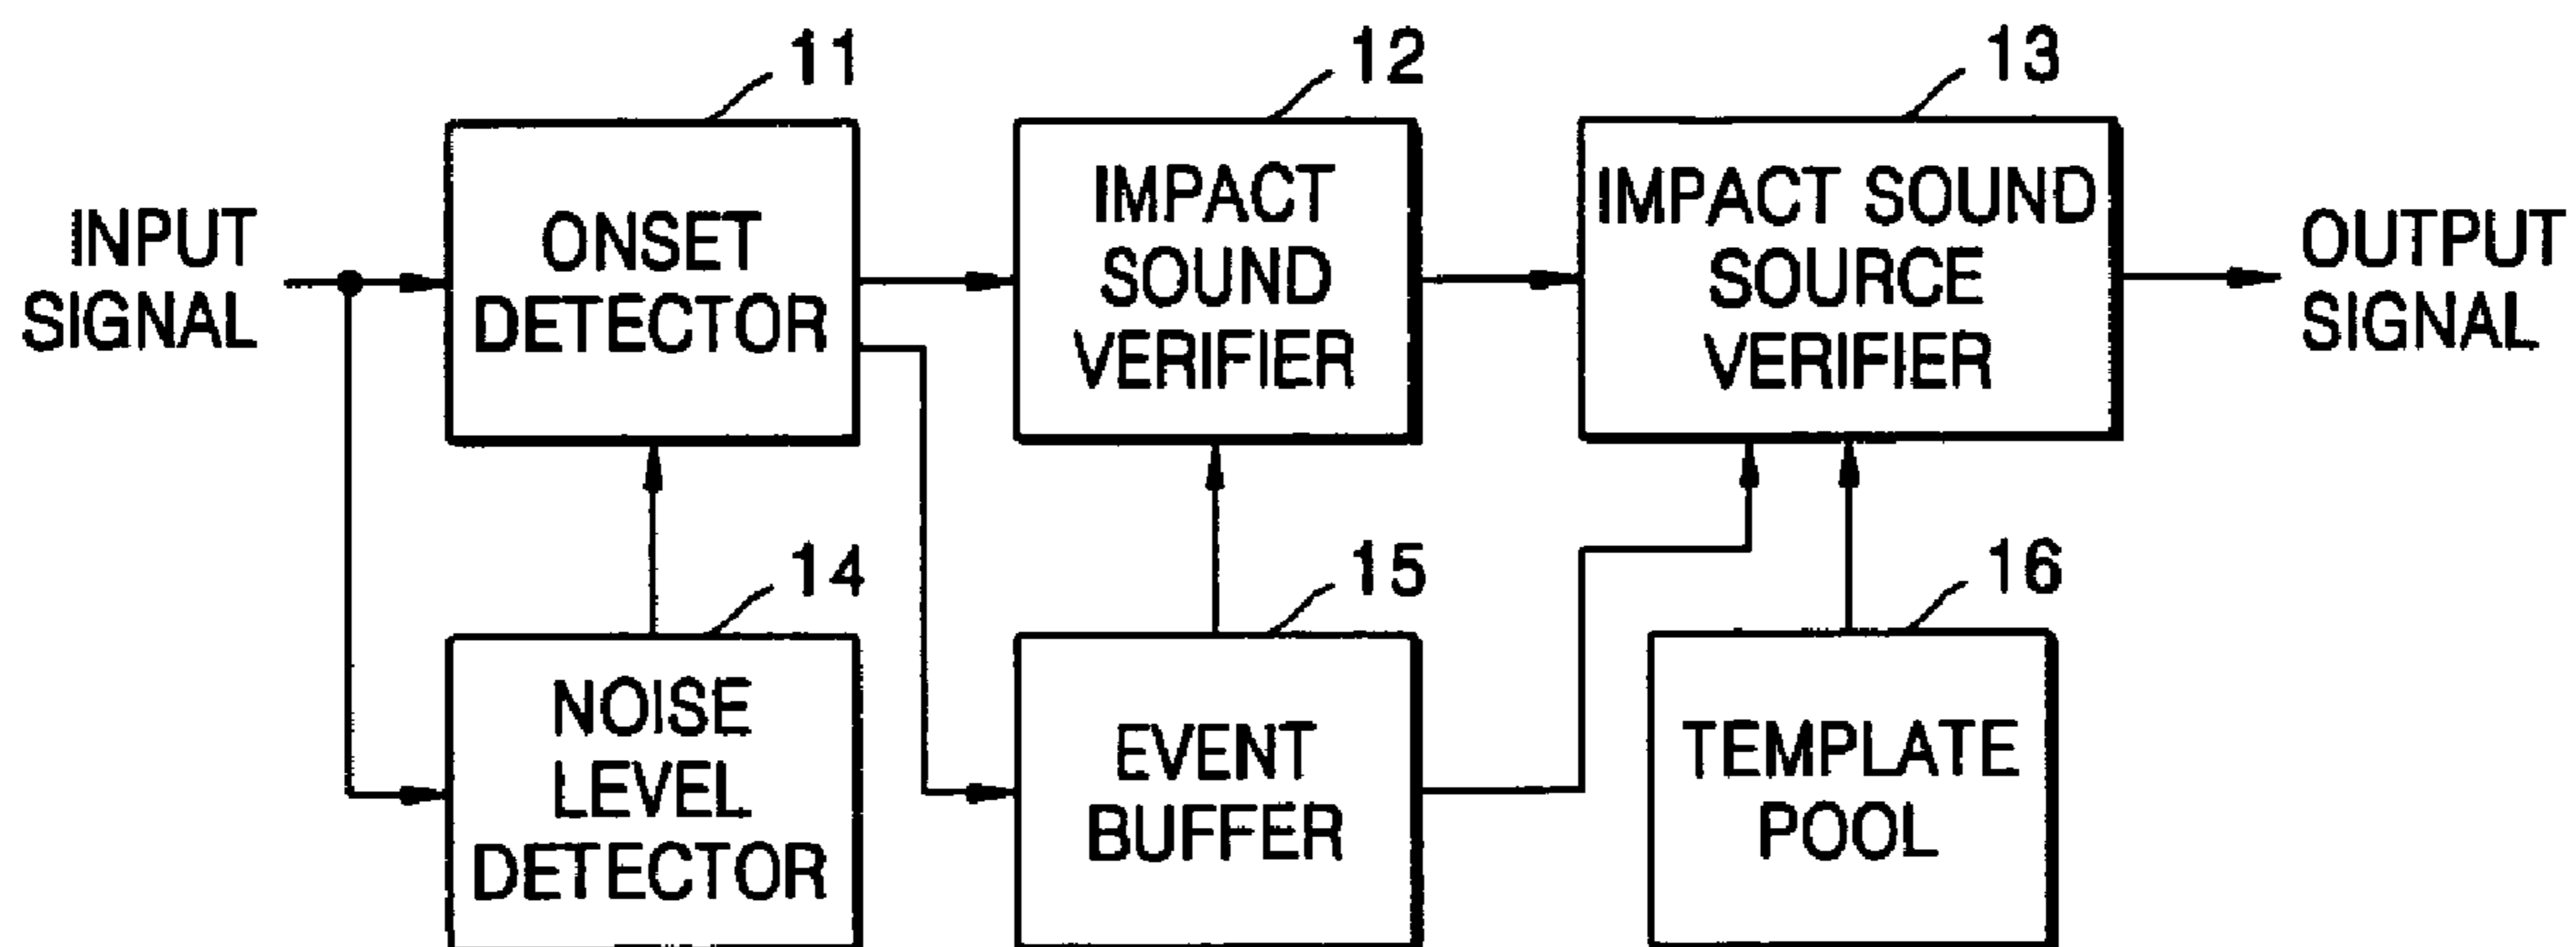 11
12
13
INPUT
SIGNAL
ONSET
DETECTOR
IMPACT
SOUND
VERIFIER
IMPACT SOUND
SOURCE
VERIFIER
OUTPUT
SIGNAL
14
15
16
NOISE
LEVEL
DETECTOR
EVENT
BUFFER
TEMPLATE
POOL